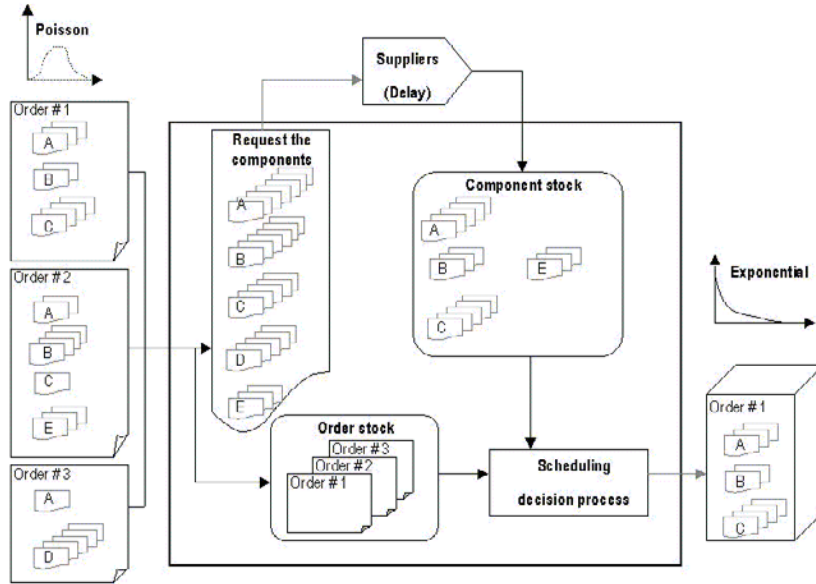 Poisson
Order #1
A
B
C
Order #2
A
B
C
E
Order #3
A
D
Request the
components
A
B
C
D
E
Suppliers
(Delay)
Component stock
A
B
E
C
Order stock
Order #3
Order #2
Order #1
Scheduling
decision process
Exponential
Order #1
A
B
C